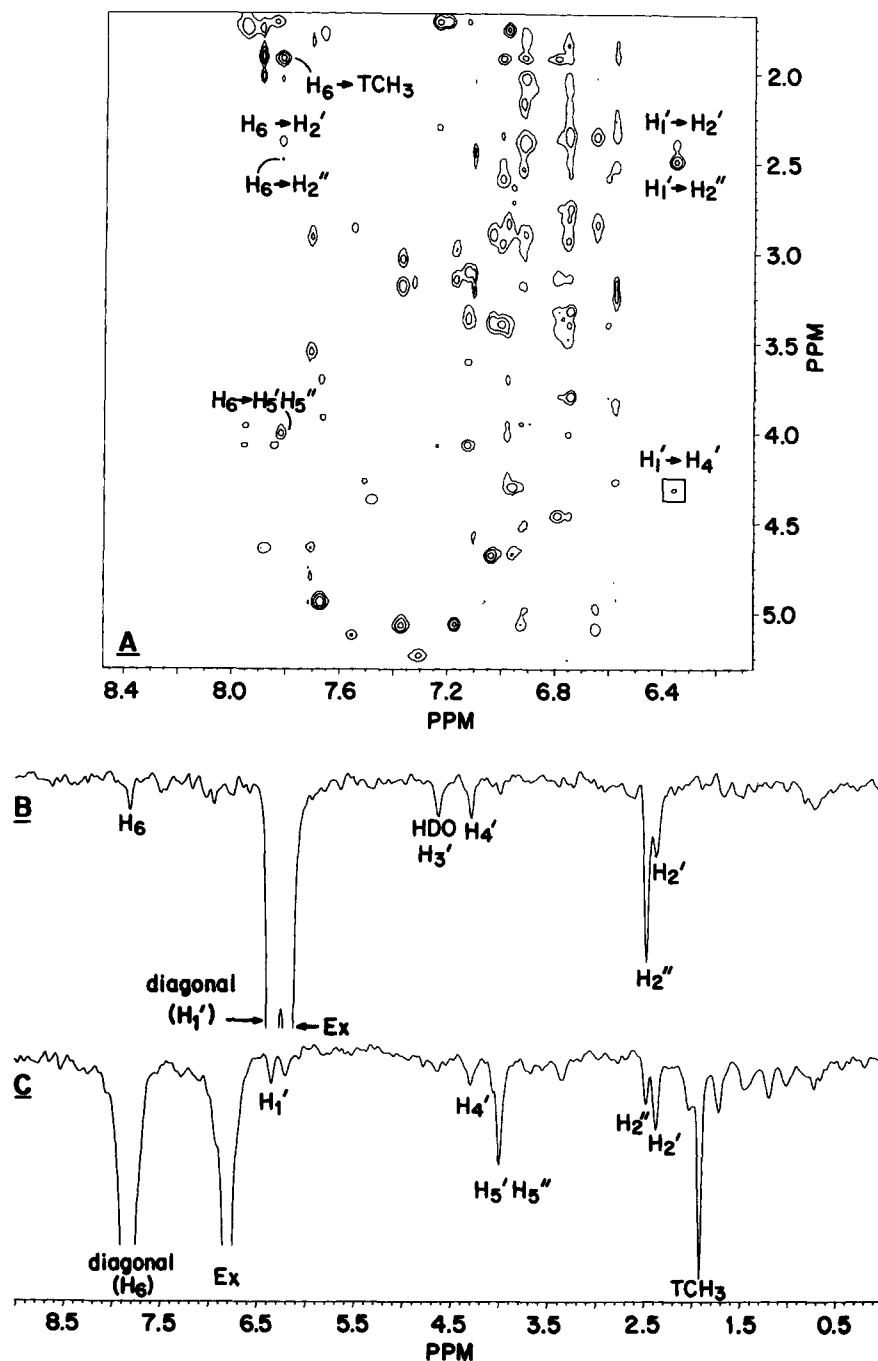 H6→TCH3
H6→H2'
H6→H2"
H1'→H2'
H1'→H2"
H6→H5'H5"
H1'→H4'
A
2.0
2.5
3.0
3.5
4.0
4.5
5.0
PPM
8.4 8.0 7.6 7.2 6.8 6.4
PPM
B
H6
HDO
H3'
H4'
H2'
H2"
diagonal
(H1')
Ex
C
H1'
H4'
H5'H5"
H2"
H2'
diagonal
(H6)
Ex
TCH3
8.5 7.5 6.5 5.5 4.5 3.5 2.5 1.5 0.5
PPM